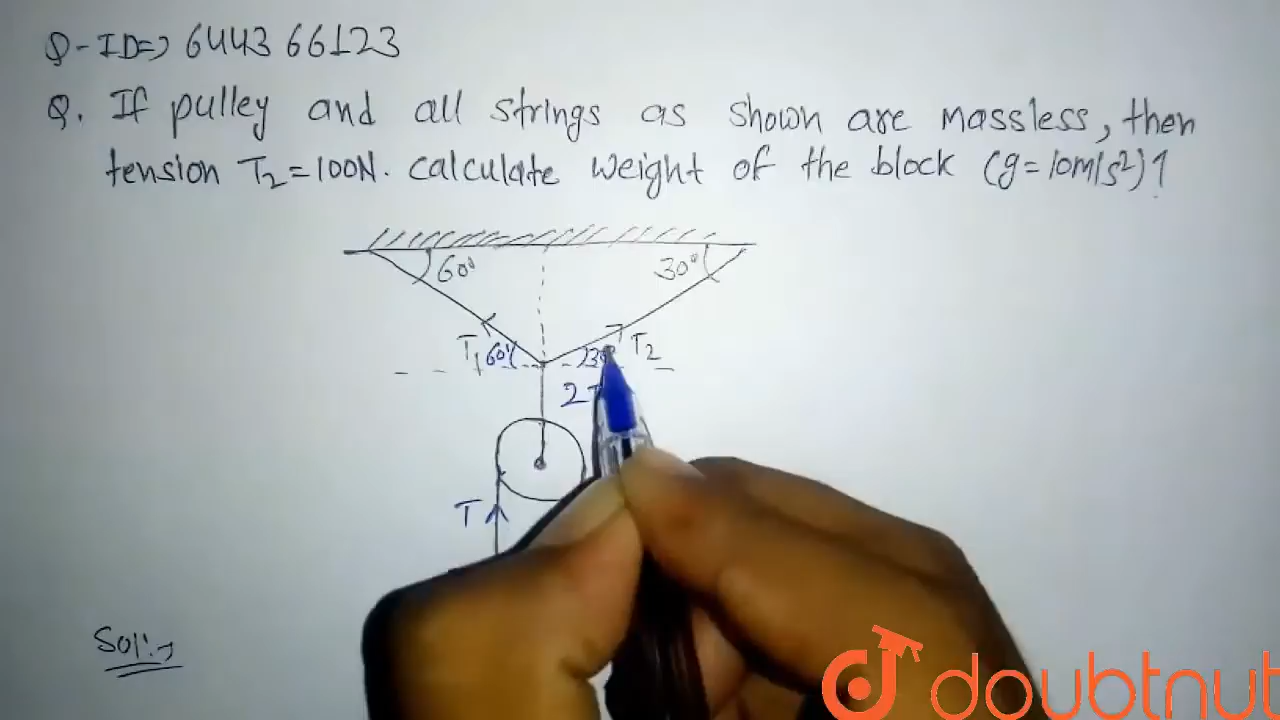 Q-ID=> 644366123
Q. If pulley and all strings as shown are massless, then
tension T2=100N. calculate weight of the block (g=10m/s²)?
60° 30°
T1 60° 30° T2
T
Sol:→
doubtnut